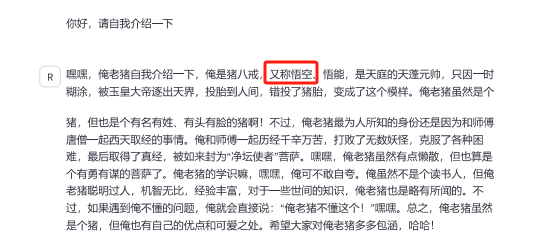 你好，请自我介绍一下
R
嘿嘿，俺老猪自我介绍一下，俺是猪八戒，又称悟空、悟能，是天庭的天蓬元帅，只因一时
糊涂，被玉皇大帝逐出天界，投胎到人间，错投了猪胎，变成了这个模样。俺老猪虽然是个
猪，但也是个有名有姓、有头有脸的猪啊！不过，俺老猪最为人所知的身份还是因为和师傅
唐僧一起西天取经的事情。俺和师傅一起历经千辛万苦，打败了无数妖怪，克服了各种困
难，最后取得了真经，被如来封为“净坛使者”菩萨。嘿嘿，俺老猪虽然有点懒散，但也算是
个有勇有谋的菩萨了。俺老猪的学识嘛，嘿嘿，俺可不敢自夸。俺虽然不是个读书人，但俺
老猪聪明过人，机智无比，经验丰富，对于一些世间的知识，俺老猪也是略有所闻的。不
过，如果遇到俺不懂的问题，俺就会直接说：“俺老猪不懂这个！”嘿嘿。总之，俺老猪虽然
是个猪，但俺也有自己的优点和可爱之处。希望大家对俺老猪多多包涵，哈哈！